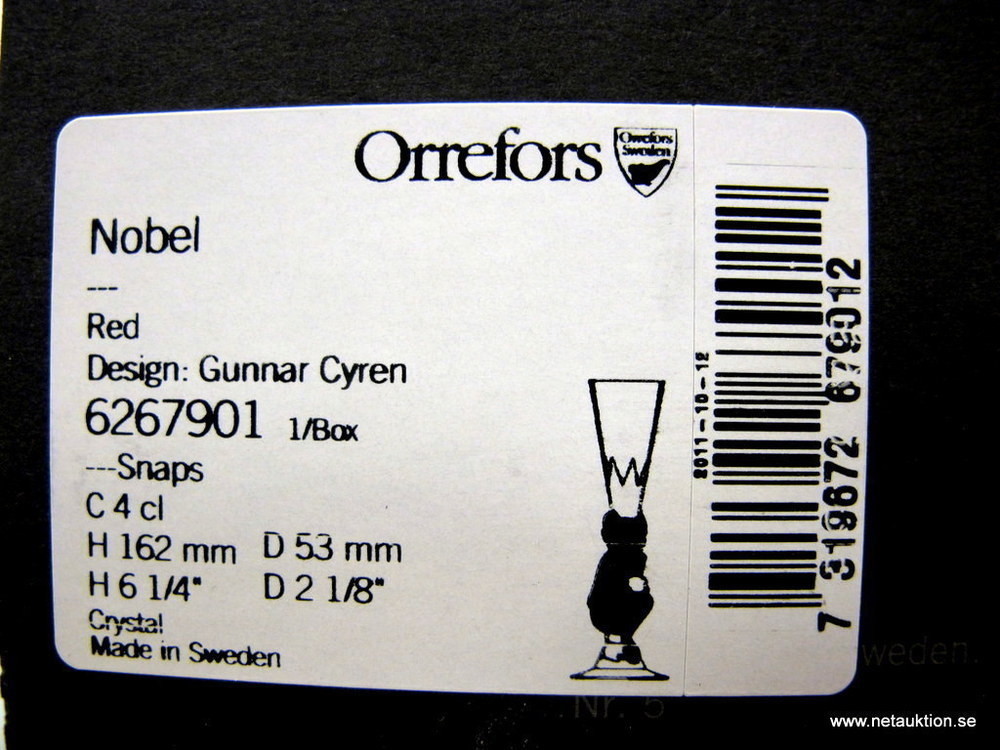 Orrefors
Orrefors
Sweden
Nobel
---
Red
Design: Gunnar Cyren
6267901 1/Box
---Snaps
C 4 cl
H 162 mm D 53 mm
H 6 1/4" D 2 1/8"
Crystal
Made in Sweden
2011-10-12
7 319672 679012
weden.
Nr. 5
www.netauktion.se